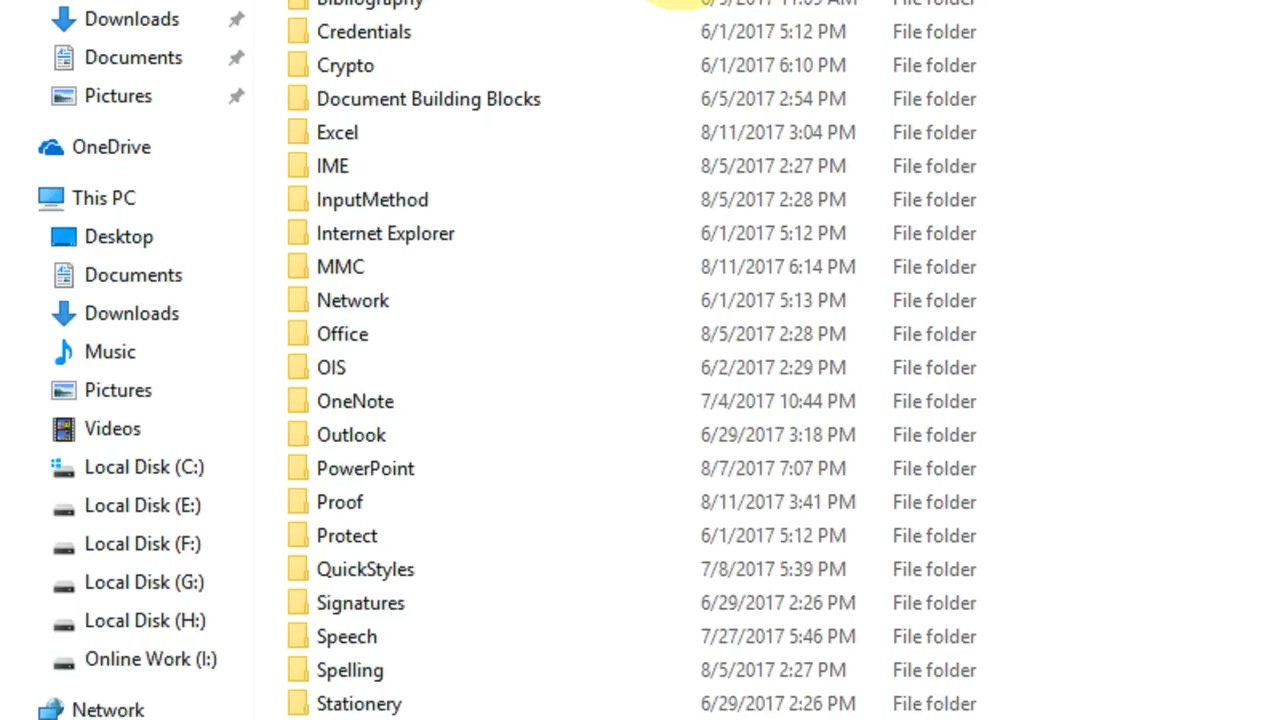 Downloads
Documents
Pictures
OneDrive
This PC
Desktop
Documents
Downloads
Music
Pictures
Videos
Local Disk (C:)
Local Disk (E:)
Local Disk (F:)
Local Disk (G:)
Local Disk (H:)
Online Work (I:)
Network
Bibliography 6/5/2017 11:05 AM File folder
Credentials 6/1/2017 5:12 PM File folder
Crypto 6/1/2017 6:10 PM File folder
Document Building Blocks 6/5/2017 2:54 PM File folder
Excel 8/11/2017 3:04 PM File folder
IME 8/5/2017 2:27 PM File folder
InputMethod 8/5/2017 2:28 PM File folder
Internet Explorer 6/1/2017 5:12 PM File folder
MMC 8/11/2017 6:14 PM File folder
Network 6/1/2017 5:13 PM File folder
Office 8/5/2017 2:28 PM File folder
OIS 6/2/2017 2:29 PM File folder
OneNote 7/4/2017 10:44 PM File folder
Outlook 6/29/2017 3:18 PM File folder
PowerPoint 8/7/2017 7:07 PM File folder
Proof 8/11/2017 3:41 PM File folder
Protect 6/1/2017 5:12 PM File folder
QuickStyles 7/8/2017 5:39 PM File folder
Signatures 6/29/2017 2:26 PM File folder
Speech 7/27/2017 5:46 PM File folder
Spelling 8/5/2017 2:27 PM File folder
Stationery 6/29/2017 2:26 PM File folder